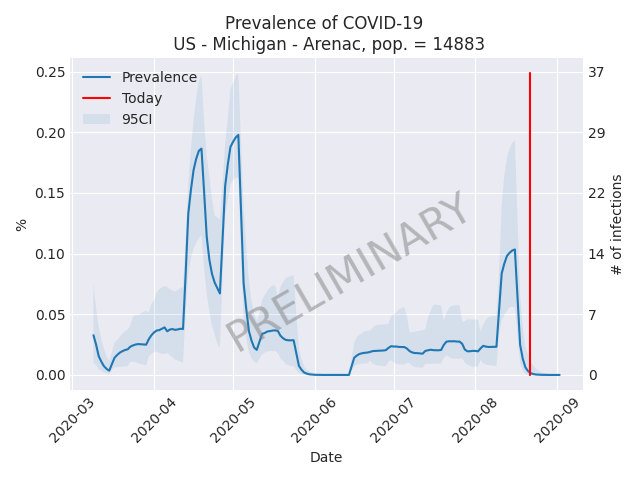 Prevalence of COVID-19
US - Michigan - Arenac, pop. = 14883
Prevalence
Today
95CI
PRELIMINARY
%
0.25
0.20
0.15
0.10
0.05
0.00
37
29
22
14
7
0
# of infections
2020-03
2020-04
2020-05
2020-06
2020-07
2020-08
2020-09
Date